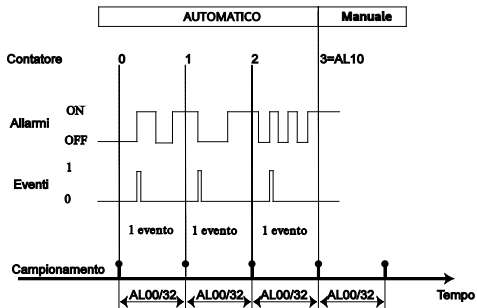 AUTOMATICO Manuale
Contatore 0 1 2 3=AL10
Allarmi ON
OFF
Eventi 1
0
1 evento 1 evento 1 evento
Campionamento
AL00/32 AL00/32 AL00/32 AL00/32 Tempo